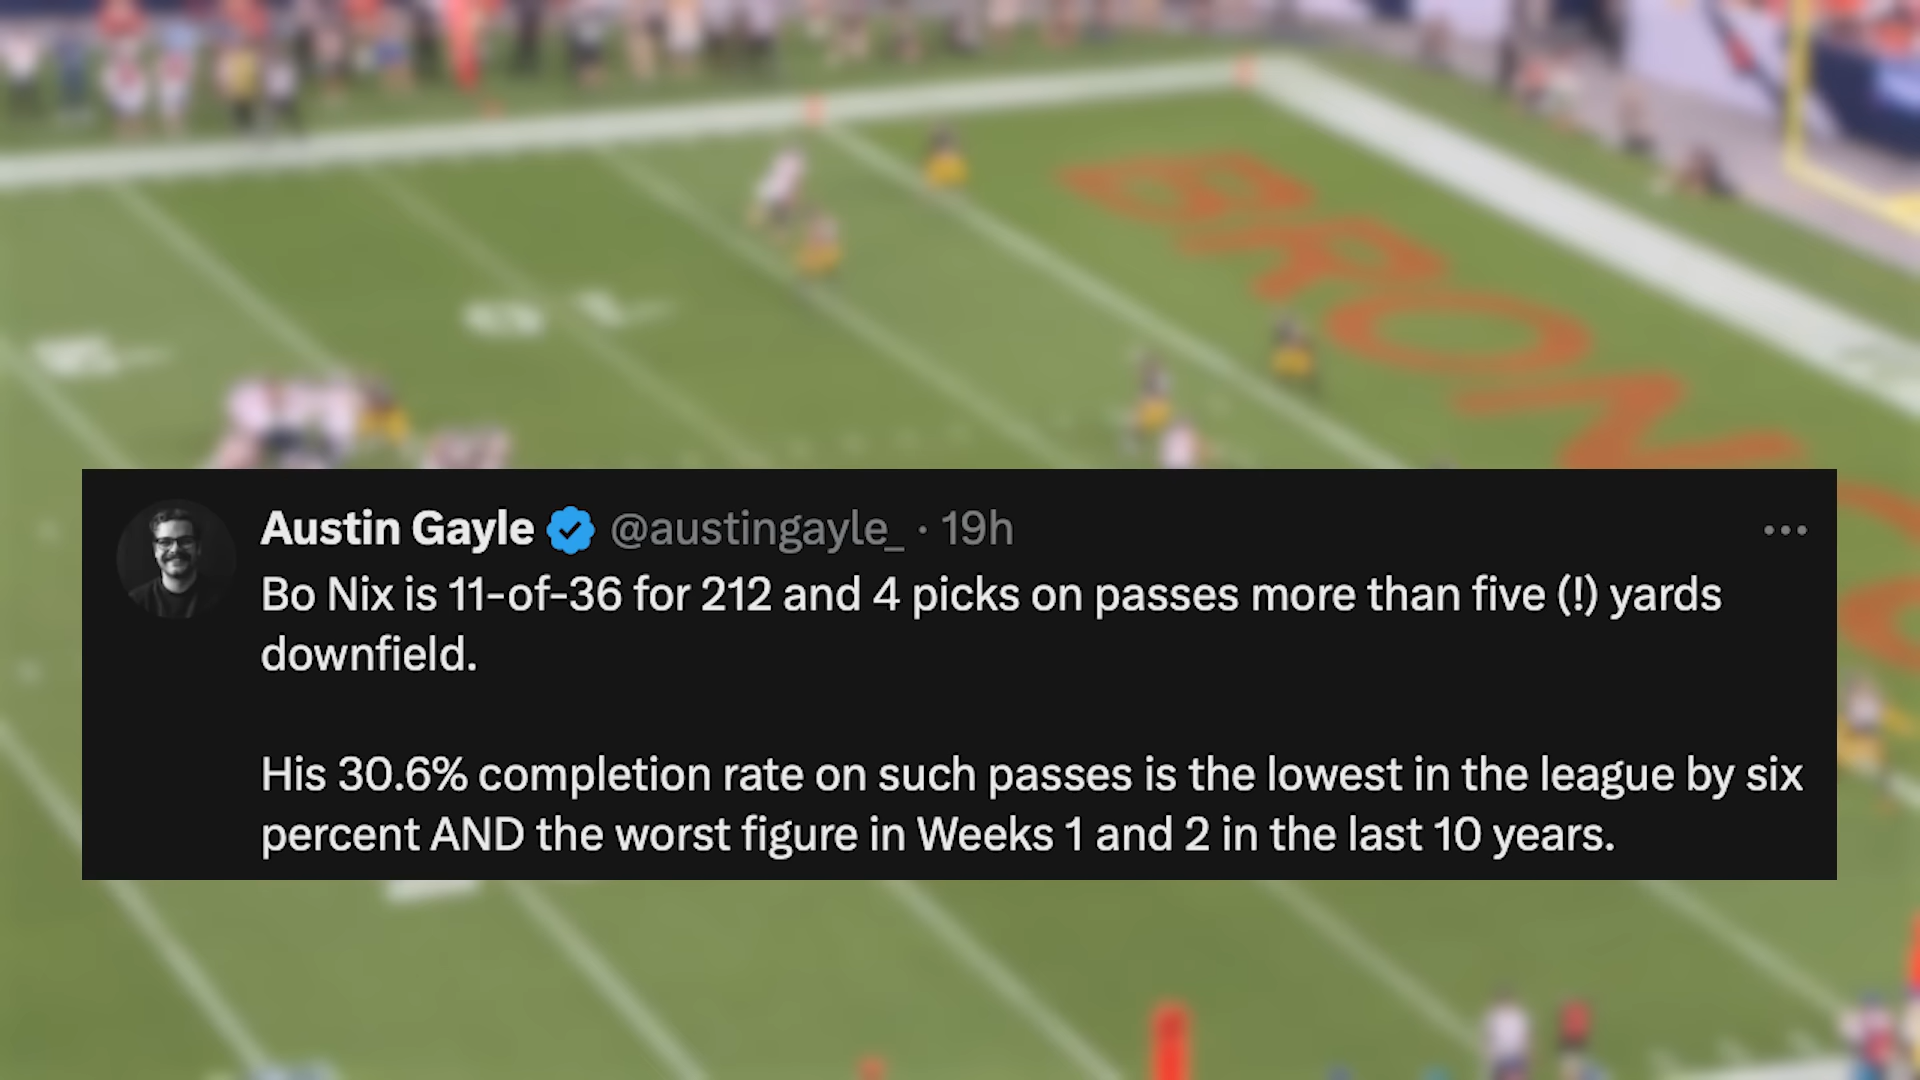 BRONCO
Austin Gayle @austingayle_ · 19h
Bo Nix is 11-of-36 for 212 and 4 picks on passes more than five (!) yards
downfield.
His 30.6% completion rate on such passes is the lowest in the league by six
percent AND the worst figure in Weeks 1 and 2 in the last 10 years.